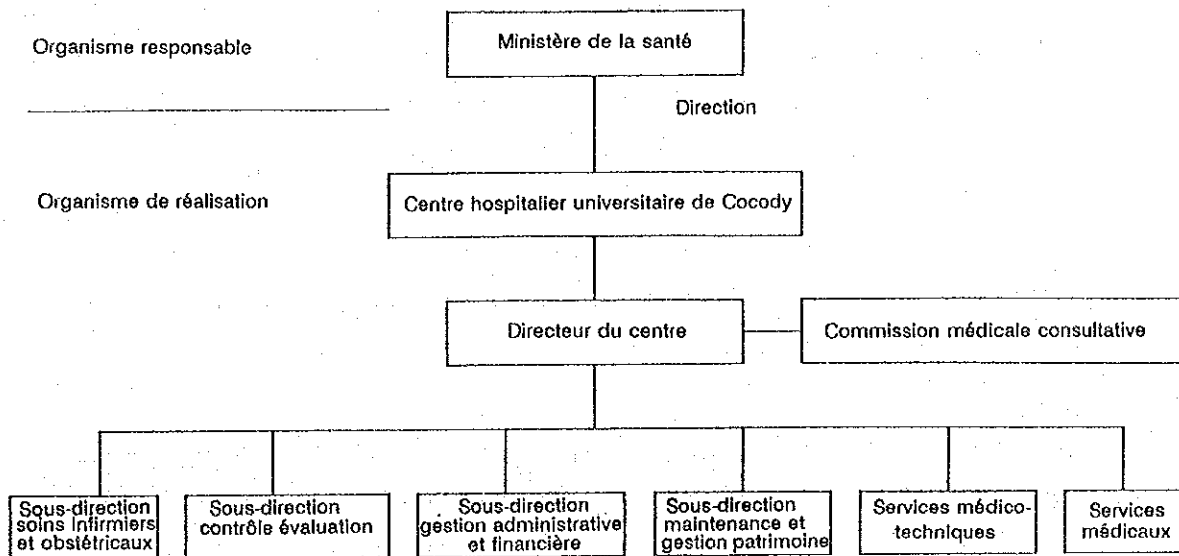 Organisme responsable
Ministère de la santé
Direction
Organisme de réalisation
Centre hospitalier universitaire de Cocody
Directeur du centre
Commission médicale consultative
Sous-direction
soins infirmiers
et obstétricaux
Sous-direction
contrôle évaluation
Sous-direction
gestion administrative
et financière
Sous-direction
maintenance et
gestion patrimoine
Services médico-
techniques
Services
médicaux